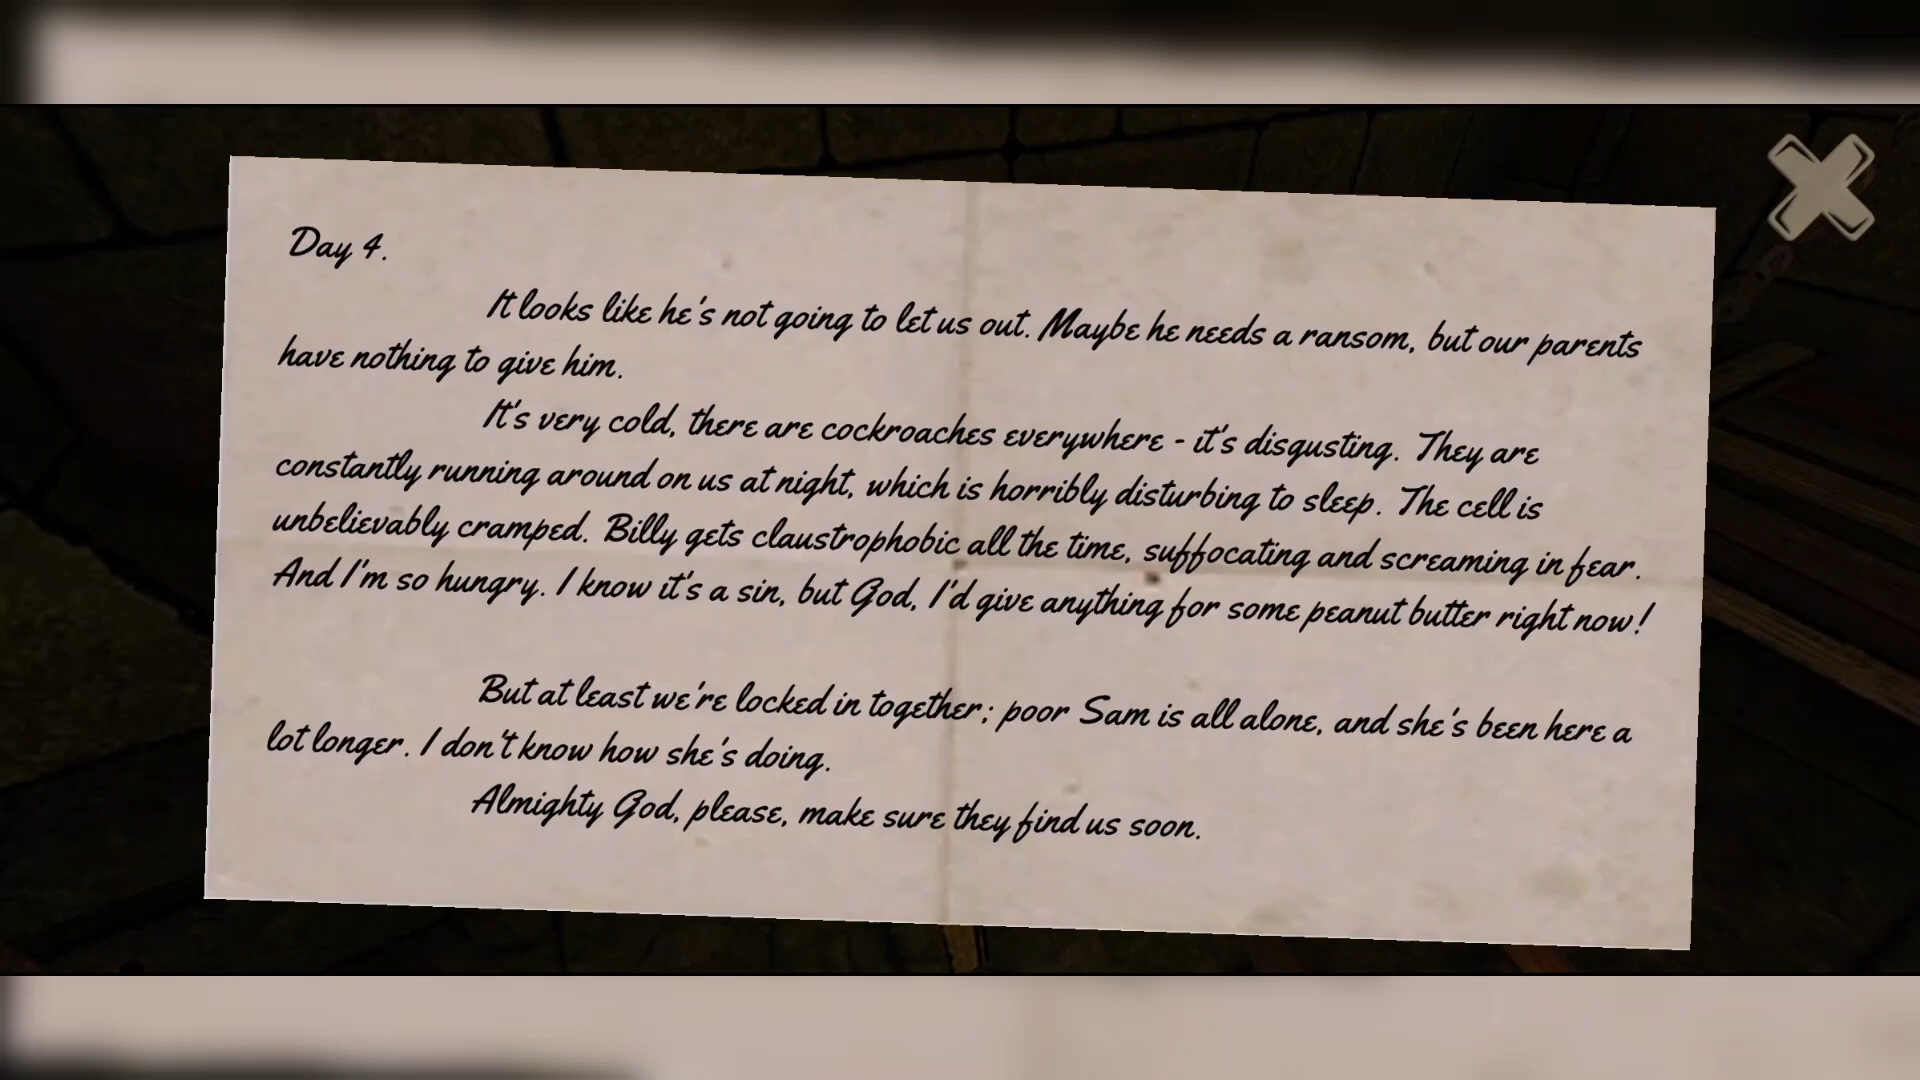 Day 4.
It looks like he's not going to let us out. Maybe he needs a ransom, but our parents
have nothing to give him.
It's very cold, there are cockroaches everywhere - it's disgusting. They are
constantly running around on us at night, which is horribly disturbing to sleep. The cell is
unbelievably cramped. Billy gets claustrophobic all the time, suffocating and screaming in fear.
And I'm so hungry. I know it's a sin, but God, I'd give anything for some peanut butter right now!
But at least we're locked in together; poor Sam is all alone, and she's been here a
lot longer. I don't know how she's doing.
Almighty God, please, make sure they find us soon.